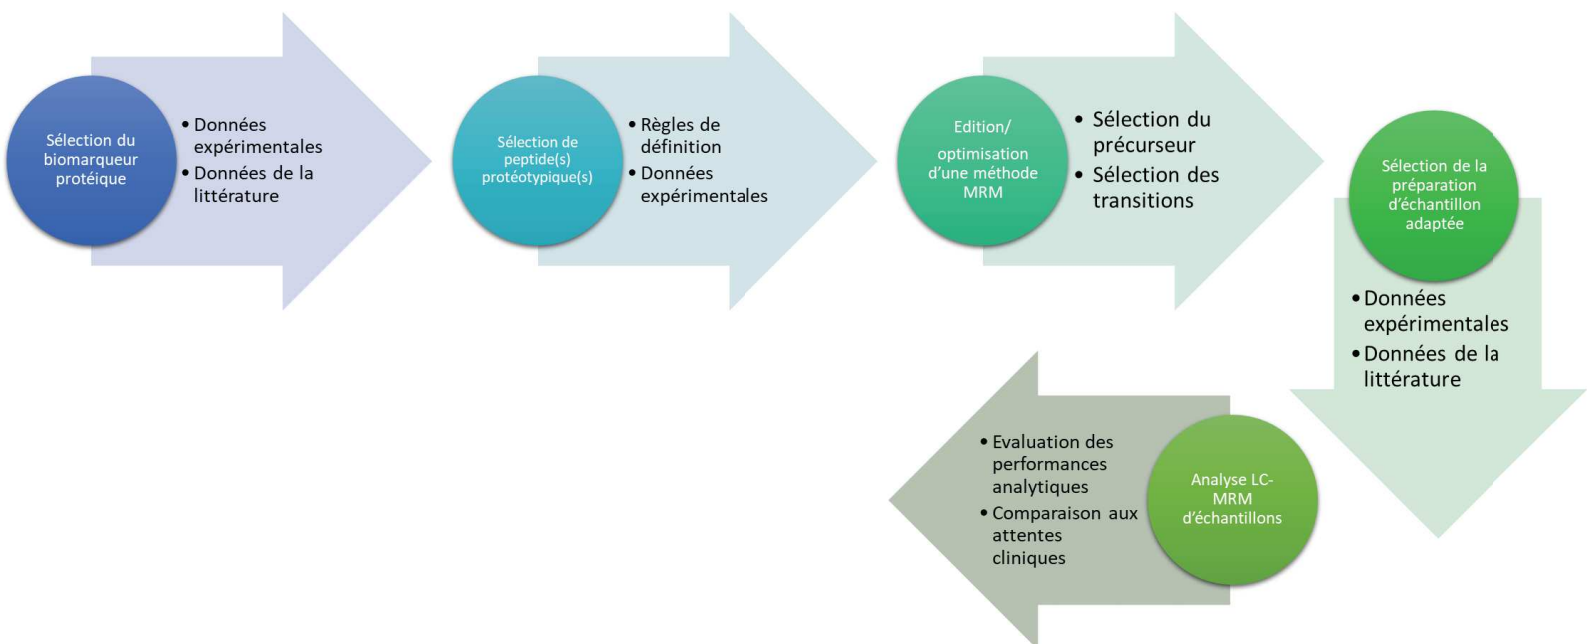 Sélection du
biomarqueur
protéique
• Données
expérimentales
• Données de la
littérature
Sélection de
peptide(s)
protéotypique(s)
• Règles de
définition
• Données
expérimentales
Edition/
optimisation
d'une méthode
MRM
• Sélection du
précurseur
• Sélection des
transitions
Sélection de la
préparation
d'échantillon
adaptée
• Données
expérimentales
• Données de la
littérature
Analyse LC-
MRM
d'échantillons
• Evaluation des
performances
analytiques
• Comparaison aux
attentes
cliniques